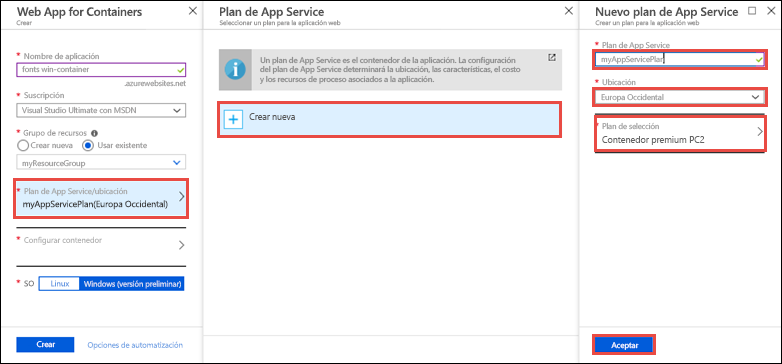 Web App for Containers
Crear
* Nombre de aplicación
fonts win-container
.azurewebsites.net
* Suscripción
Visual Studio Ultimate con MSDN
* Grupo de recursos
Crear nueva
Usar existente
myResourceGroup
* Plan de App Service/ubicación
myAppServicePlan(Europa Occidental)
* Configurar contenedor
* SO
Linux
Windows (versión preliminar)
Crear
Opciones de automatización
Plan de App Service
Seleccionar un plan para la aplicación web
Un plan de App Service es el contenedor de la aplicación. La configuración
del plan de App Service determinará la ubicación, las características, el costo
y los recursos de proceso asociados a la aplicación.
Crear nueva
Nuevo plan de App Service
Crear un plan para la aplicación web
* Plan de App Service
myAppServicePlan
* Ubicación
Europa Occidental
* Plan de selección
Contenedor premium PC2
Aceptar